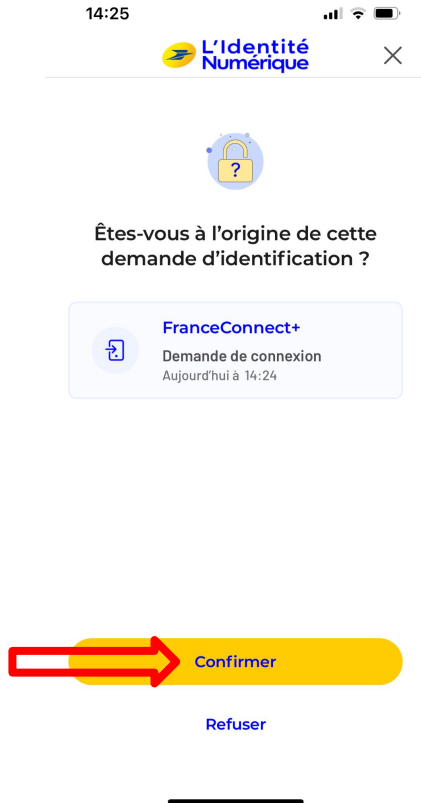 14:25
L'Identité
Numérique
?
Êtes-vous à l'origine de cette
demande d'identification ?
FranceConnect+
Demande de connexion
Aujourd'hui à 14:24
Confirmer
Refuser